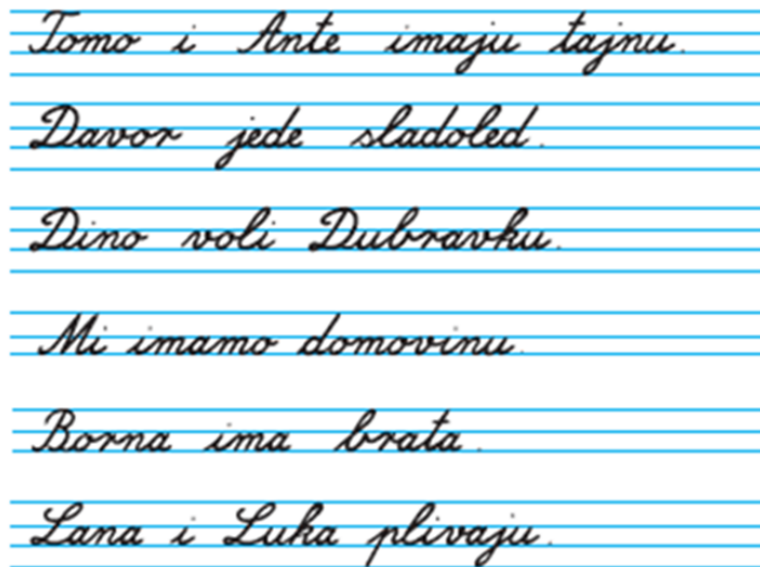 Tomo i Ante imaju tajnu.
Davor jede sladoled.
Dino voli Dubravku.
Mi imamo domovinu.
Borna ima brata.
Lana i Luka plivaju.